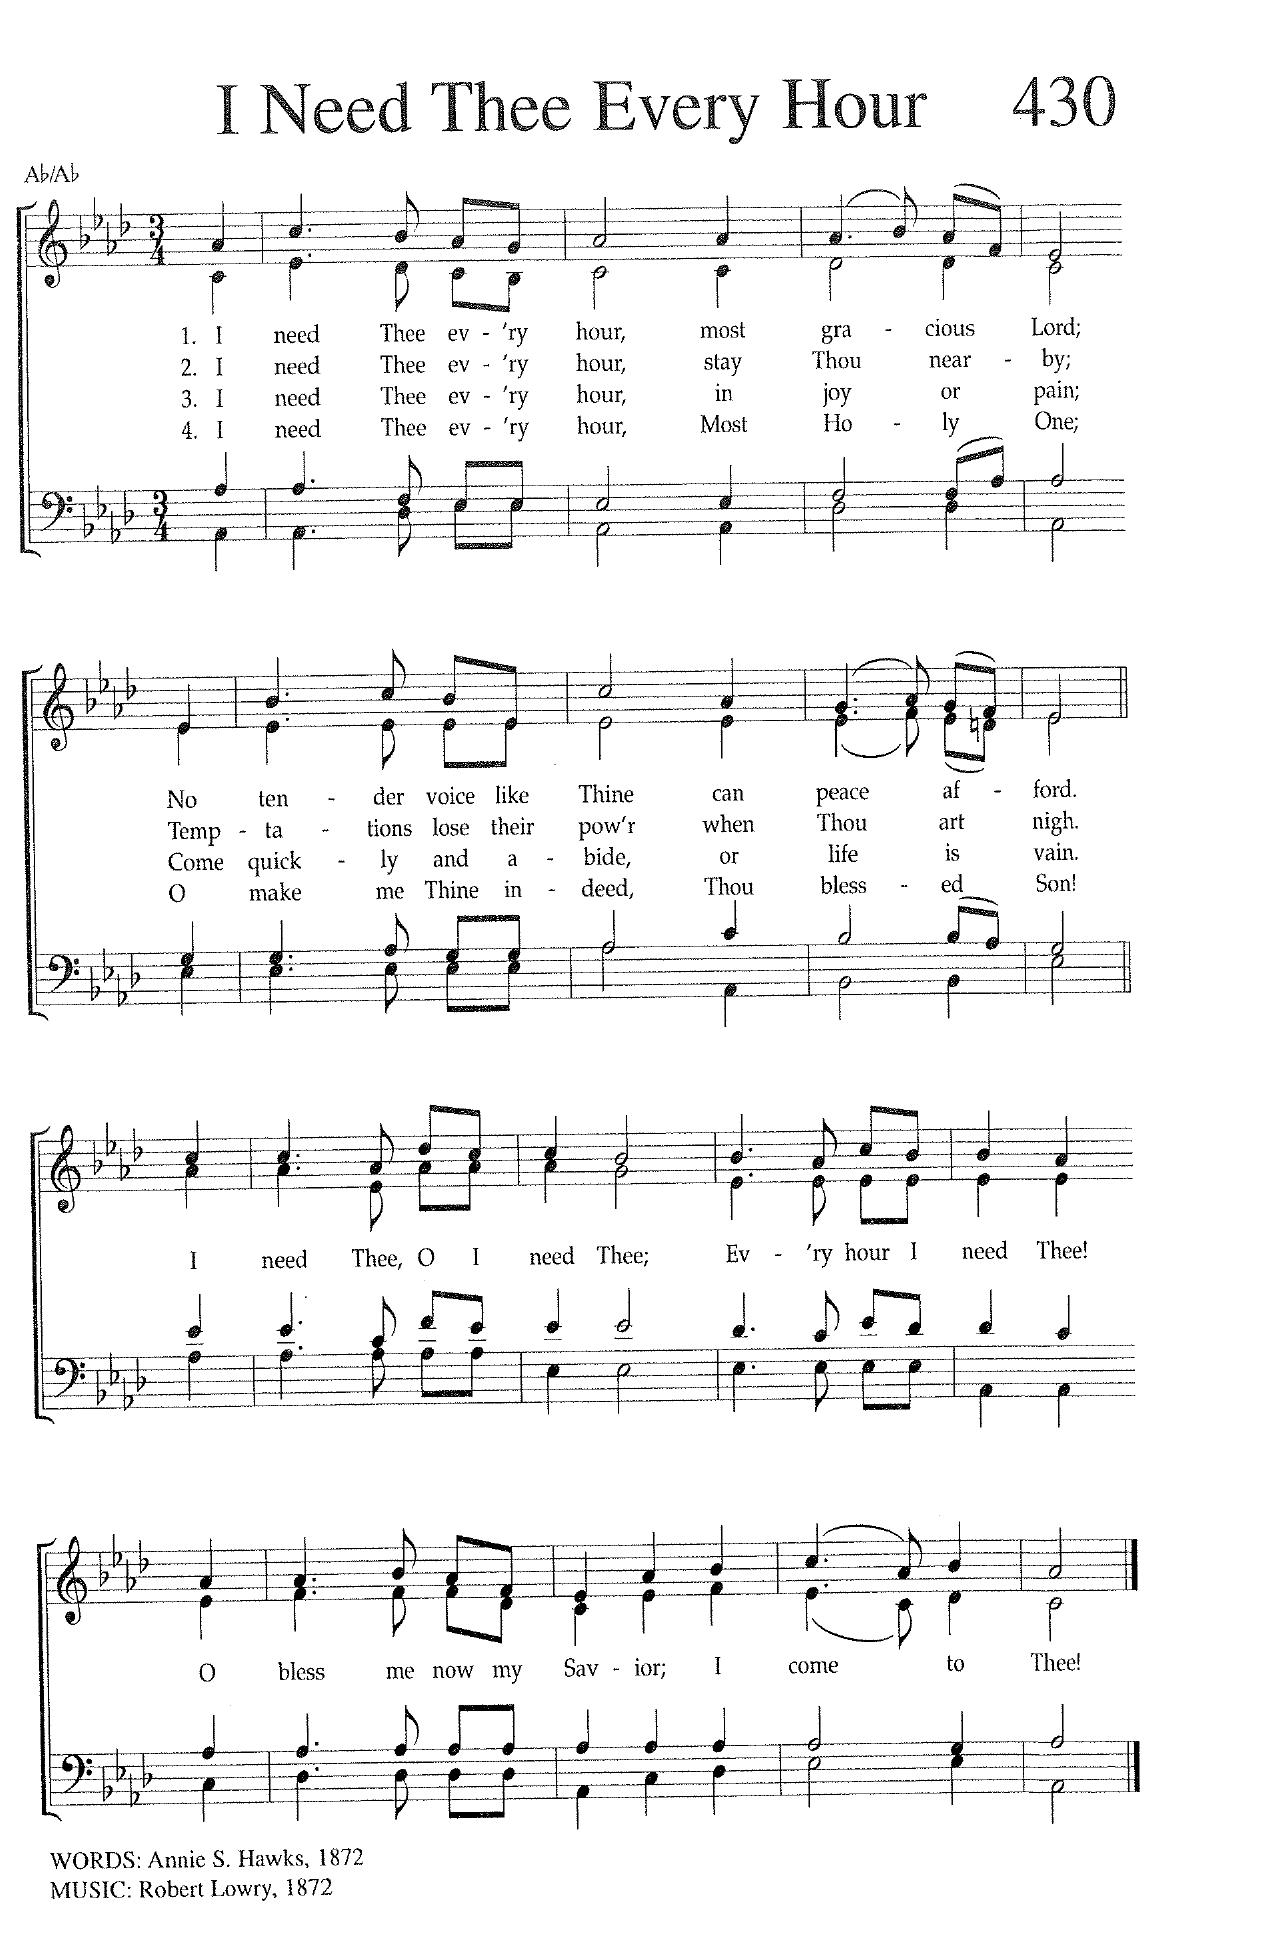 I Need Thee Every Hour 430
A♭/A♭
3 4
1. I need Thee ev - 'ry hour, most gra - cious Lord;
2. I need Thee ev - 'ry hour, stay Thou near - by;
3. I need Thee ev - 'ry hour, in joy or pain;
4. I need Thee ev - 'ry hour, Most Ho - ly One;
3 4
No ten - der voice like Thine can peace af - ford.
Temp - ta - tions lose their pow'r when Thou art nigh.
Come quick - ly and a - bide, or life is vain.
O make me Thine in - deed, Thou bless - ed Son!
I need Thee, O I need Thee; Ev - 'ry hour I need Thee!
O bless me now my Sav - ior; I come to Thee!
WORDS: Annie S. Hawks, 1872
MUSIC: Robert Lowry, 1872